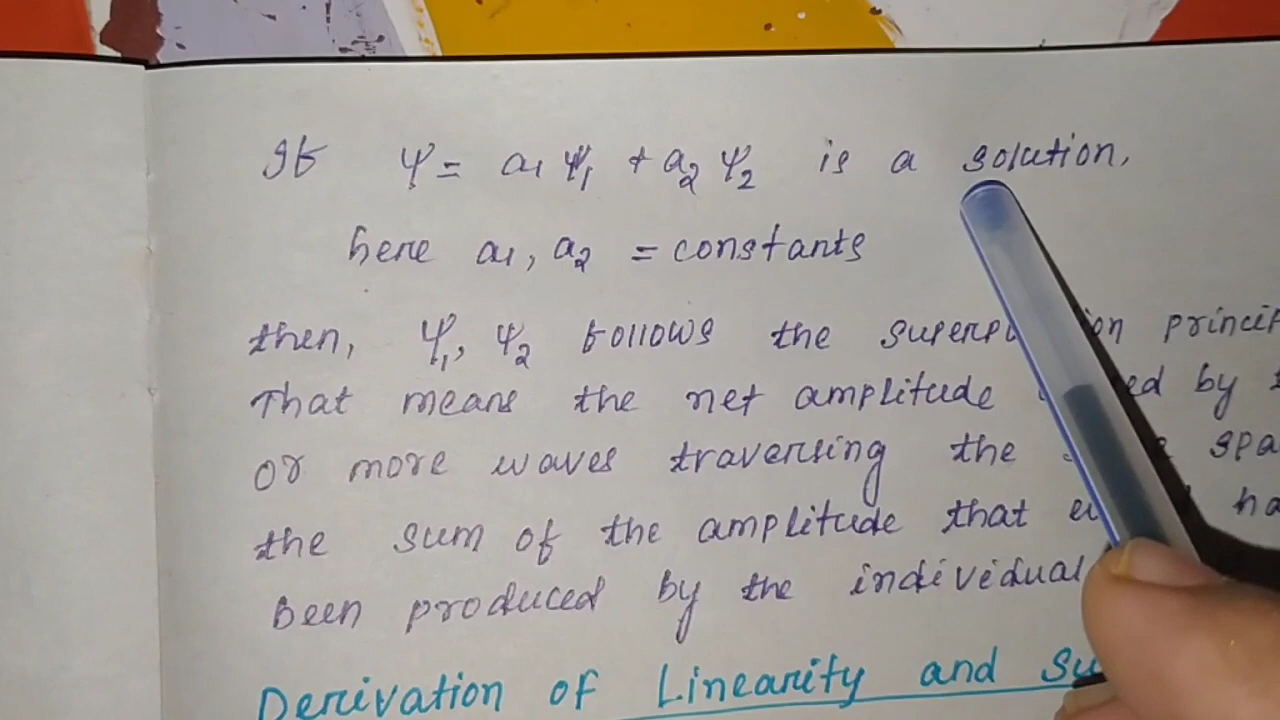 If ψ = a₁ ψ₁ + a₂ ψ₂ is a solution,
here a₁, a₂ = constants
then, ψ₁, ψ₂ follows the
That means the net amplitude by
or more waves traversing the
the sum of the amplitude that
Been produced by the individual
Derivation of Linearity and